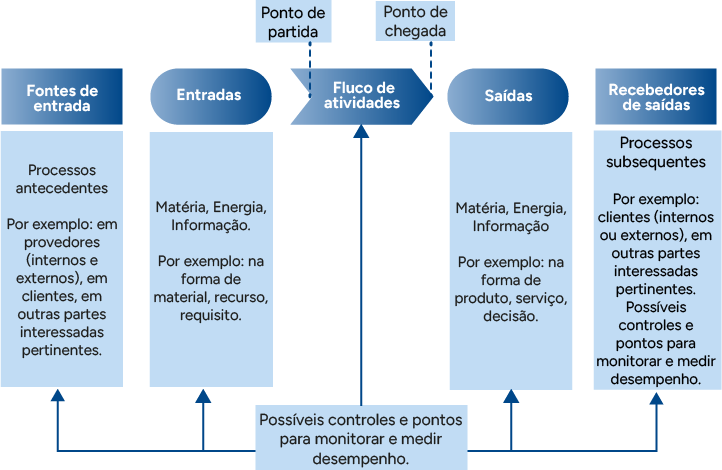 Ponto de
partida
Ponto de
chegada
Fontes de
entrada
Entradas
Fluco de
atividades
Saídas
Recebedores
de saídas
Processos
antecedentes
Por exemplo: em
provedores
(internos e
externos), em
clientes, em
outras partes
interessadas
pertinentes.
Matéria, Energia,
Informação.
Por exemplo: na
forma de
material, recurso,
requisito.
Matéria, Energia,
Informação
Por exemplo: na
forma de
produto, serviço,
decisão.
Processos
subsequentes
Por exemplo:
clientes (internos
ou externos), em
outras partes
interessadas
pertinentes.
Possíveis
controles e
pontos para
monitorar e medir
desempenho.
Possíveis controles e pontos
para monitorar e medir
desempenho.